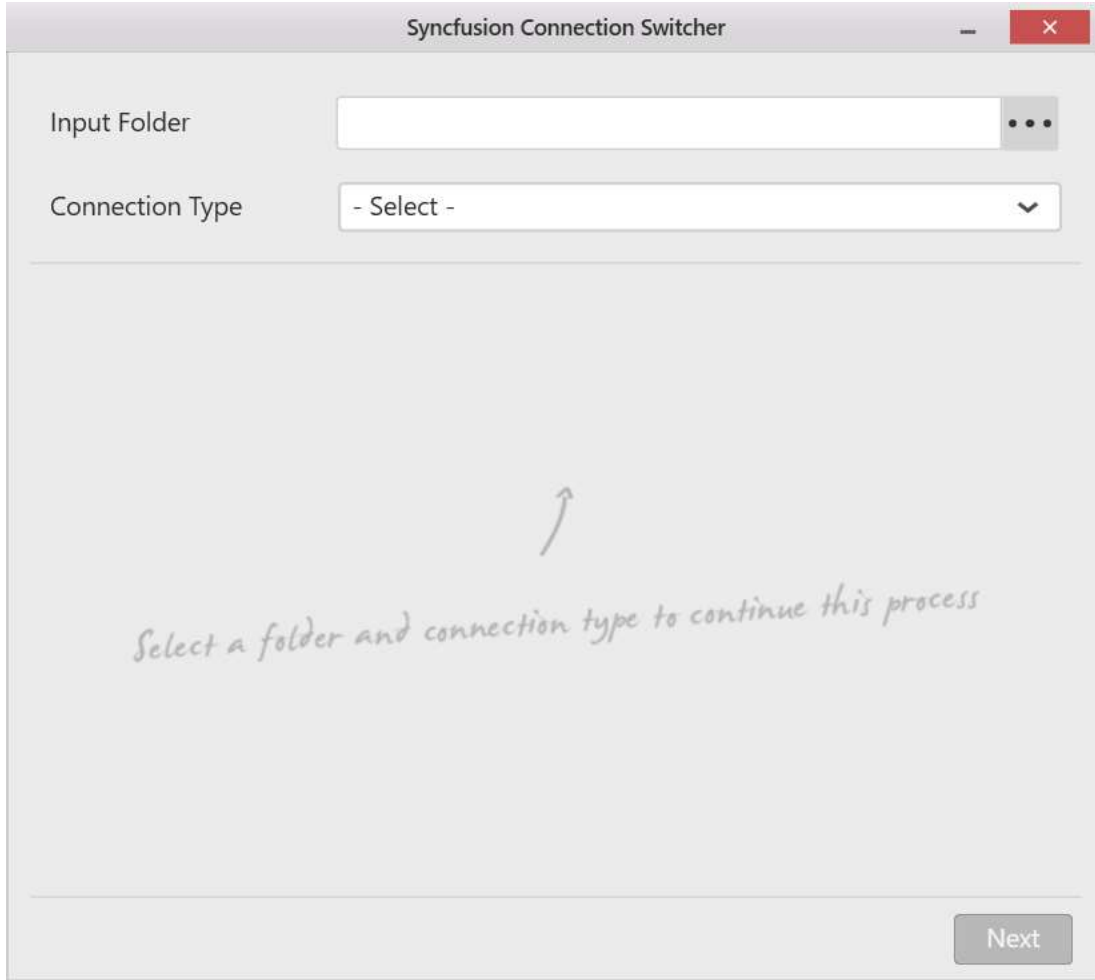 Syncfusion Connection Switcher
Input Folder
Connection Type
- Select -
Select a folder and connection type to continue this process
Next